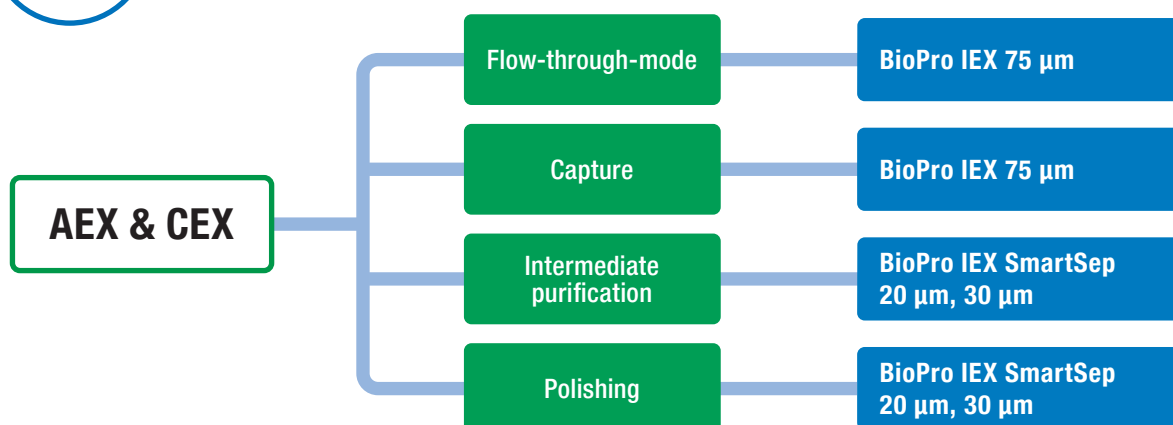 Flow-through-mode
BioPro IEX 75 µm
Capture
BioPro IEX 75 µm
AEX & CEX
Intermediate
purification
BioPro IEX SmartSep
20 µm, 30 µm
Polishing
BioPro IEX SmartSep
20 µm, 30 µm